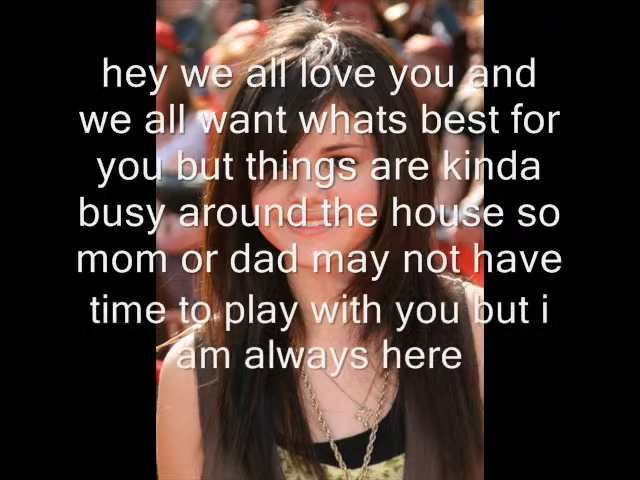 hey we all love you and
we all want whats best for
you but things are kinda
busy around the house so
mom or dad may not have
time to play with you but i
am always here